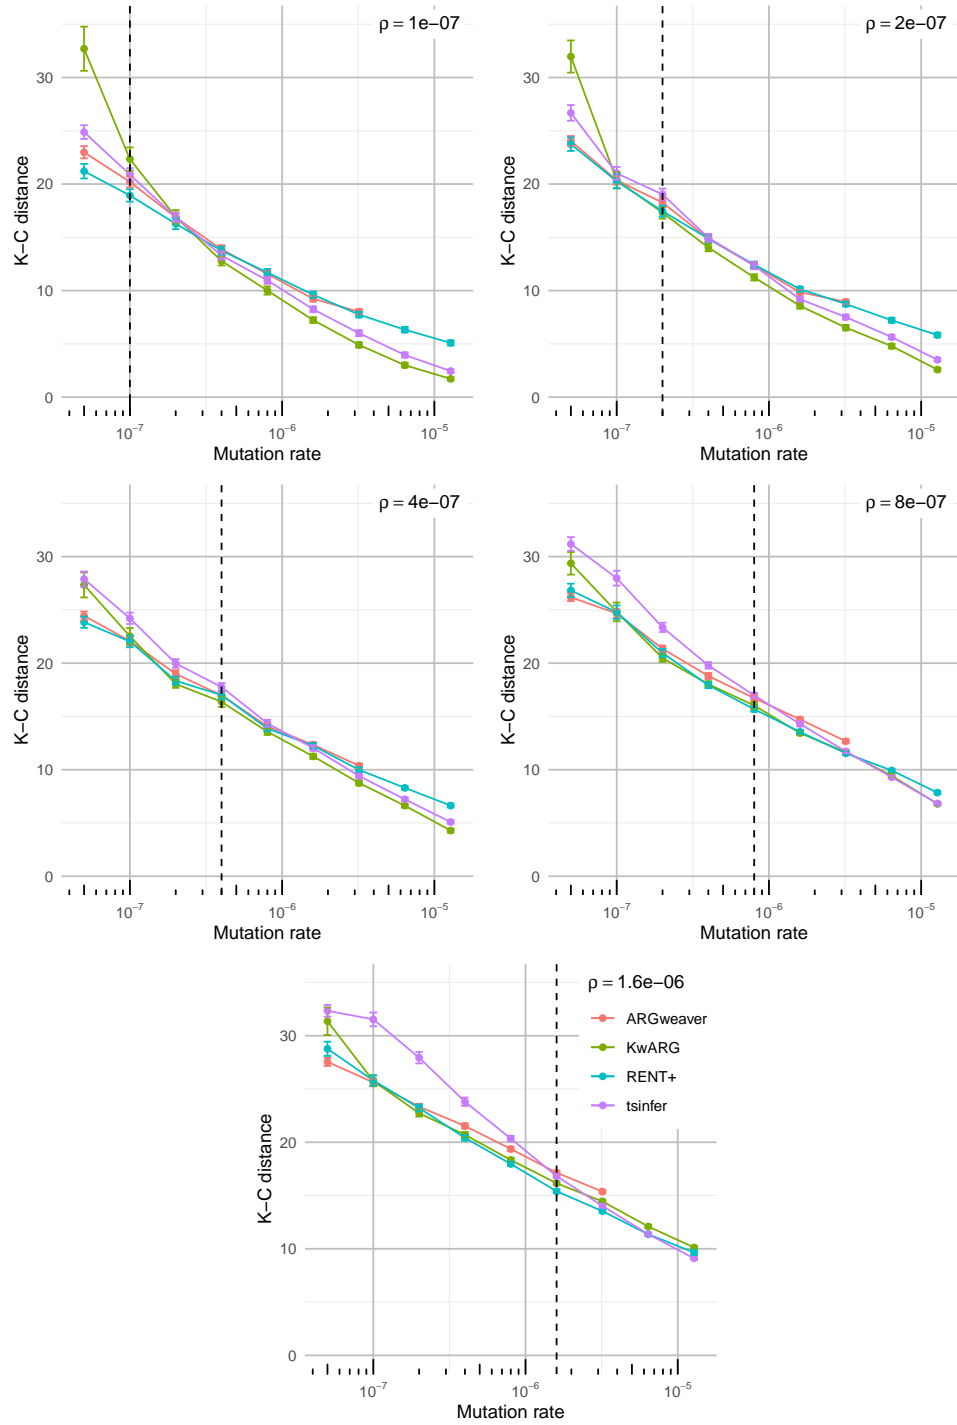 ρ = 1e−07
K−C distance
30
20
10
0
10⁻⁷
10⁻⁶
10⁻⁵
Mutation rate
ρ = 2e−07
K−C distance
30
20
10
0
10⁻⁷
10⁻⁶
10⁻⁵
Mutation rate
ρ = 4e−07
K−C distance
30
20
10
0
10⁻⁷
10⁻⁶
10⁻⁵
Mutation rate
ρ = 8e−07
K−C distance
30
20
10
0
10⁻⁷
10⁻⁶
10⁻⁵
Mutation rate
ρ = 1.6e−06
ARGweaver
KwARG
RENT+
tsinfer
K−C distance
30
20
10
0
10⁻⁷
10⁻⁶
10⁻⁵
Mutation rate